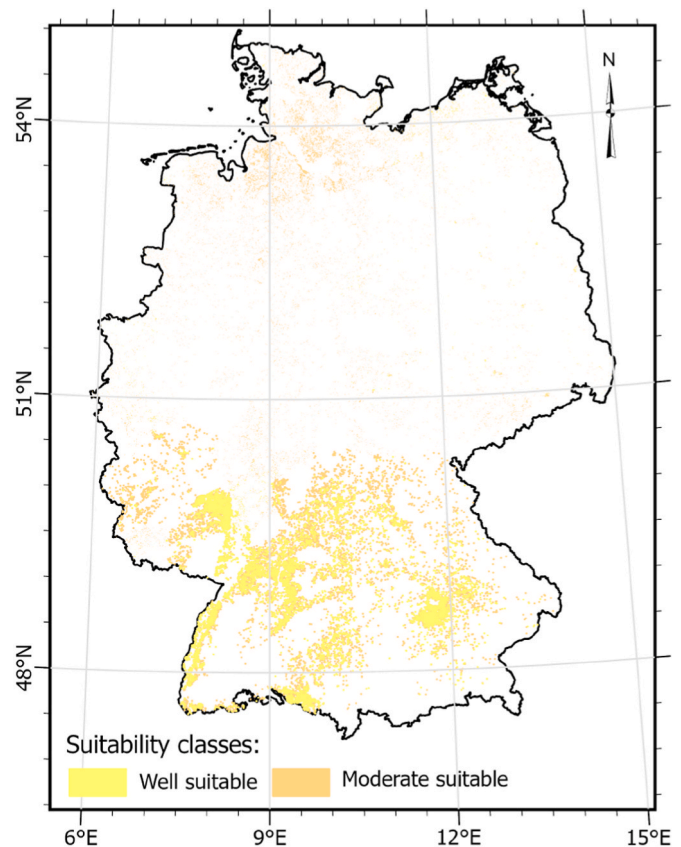 N
54°N
51°N
48°N
Suitability classes:
Well suitable
Moderate suitable
6°E 9°E 12°E 15°E